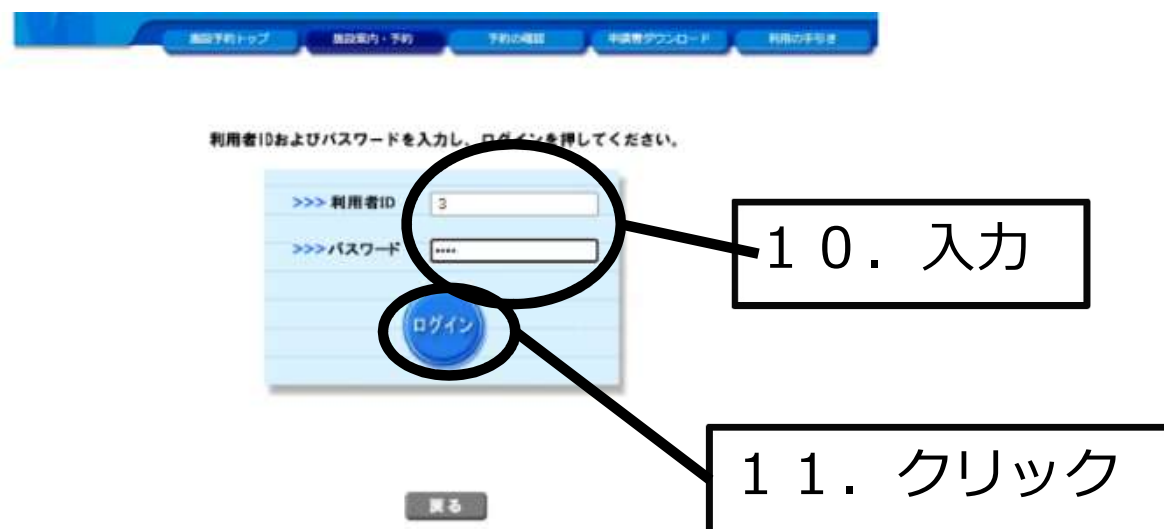 施設予約トップ 施設案内・予約 予約の確認 申請書ダウンロード 利用の手引き
利用者IDおよびパスワードを入力し、ログインを押してください。
>>> 利用者ID 3
>>> パスワード ････
１０．入力
ログイン
１１．クリック
戻る